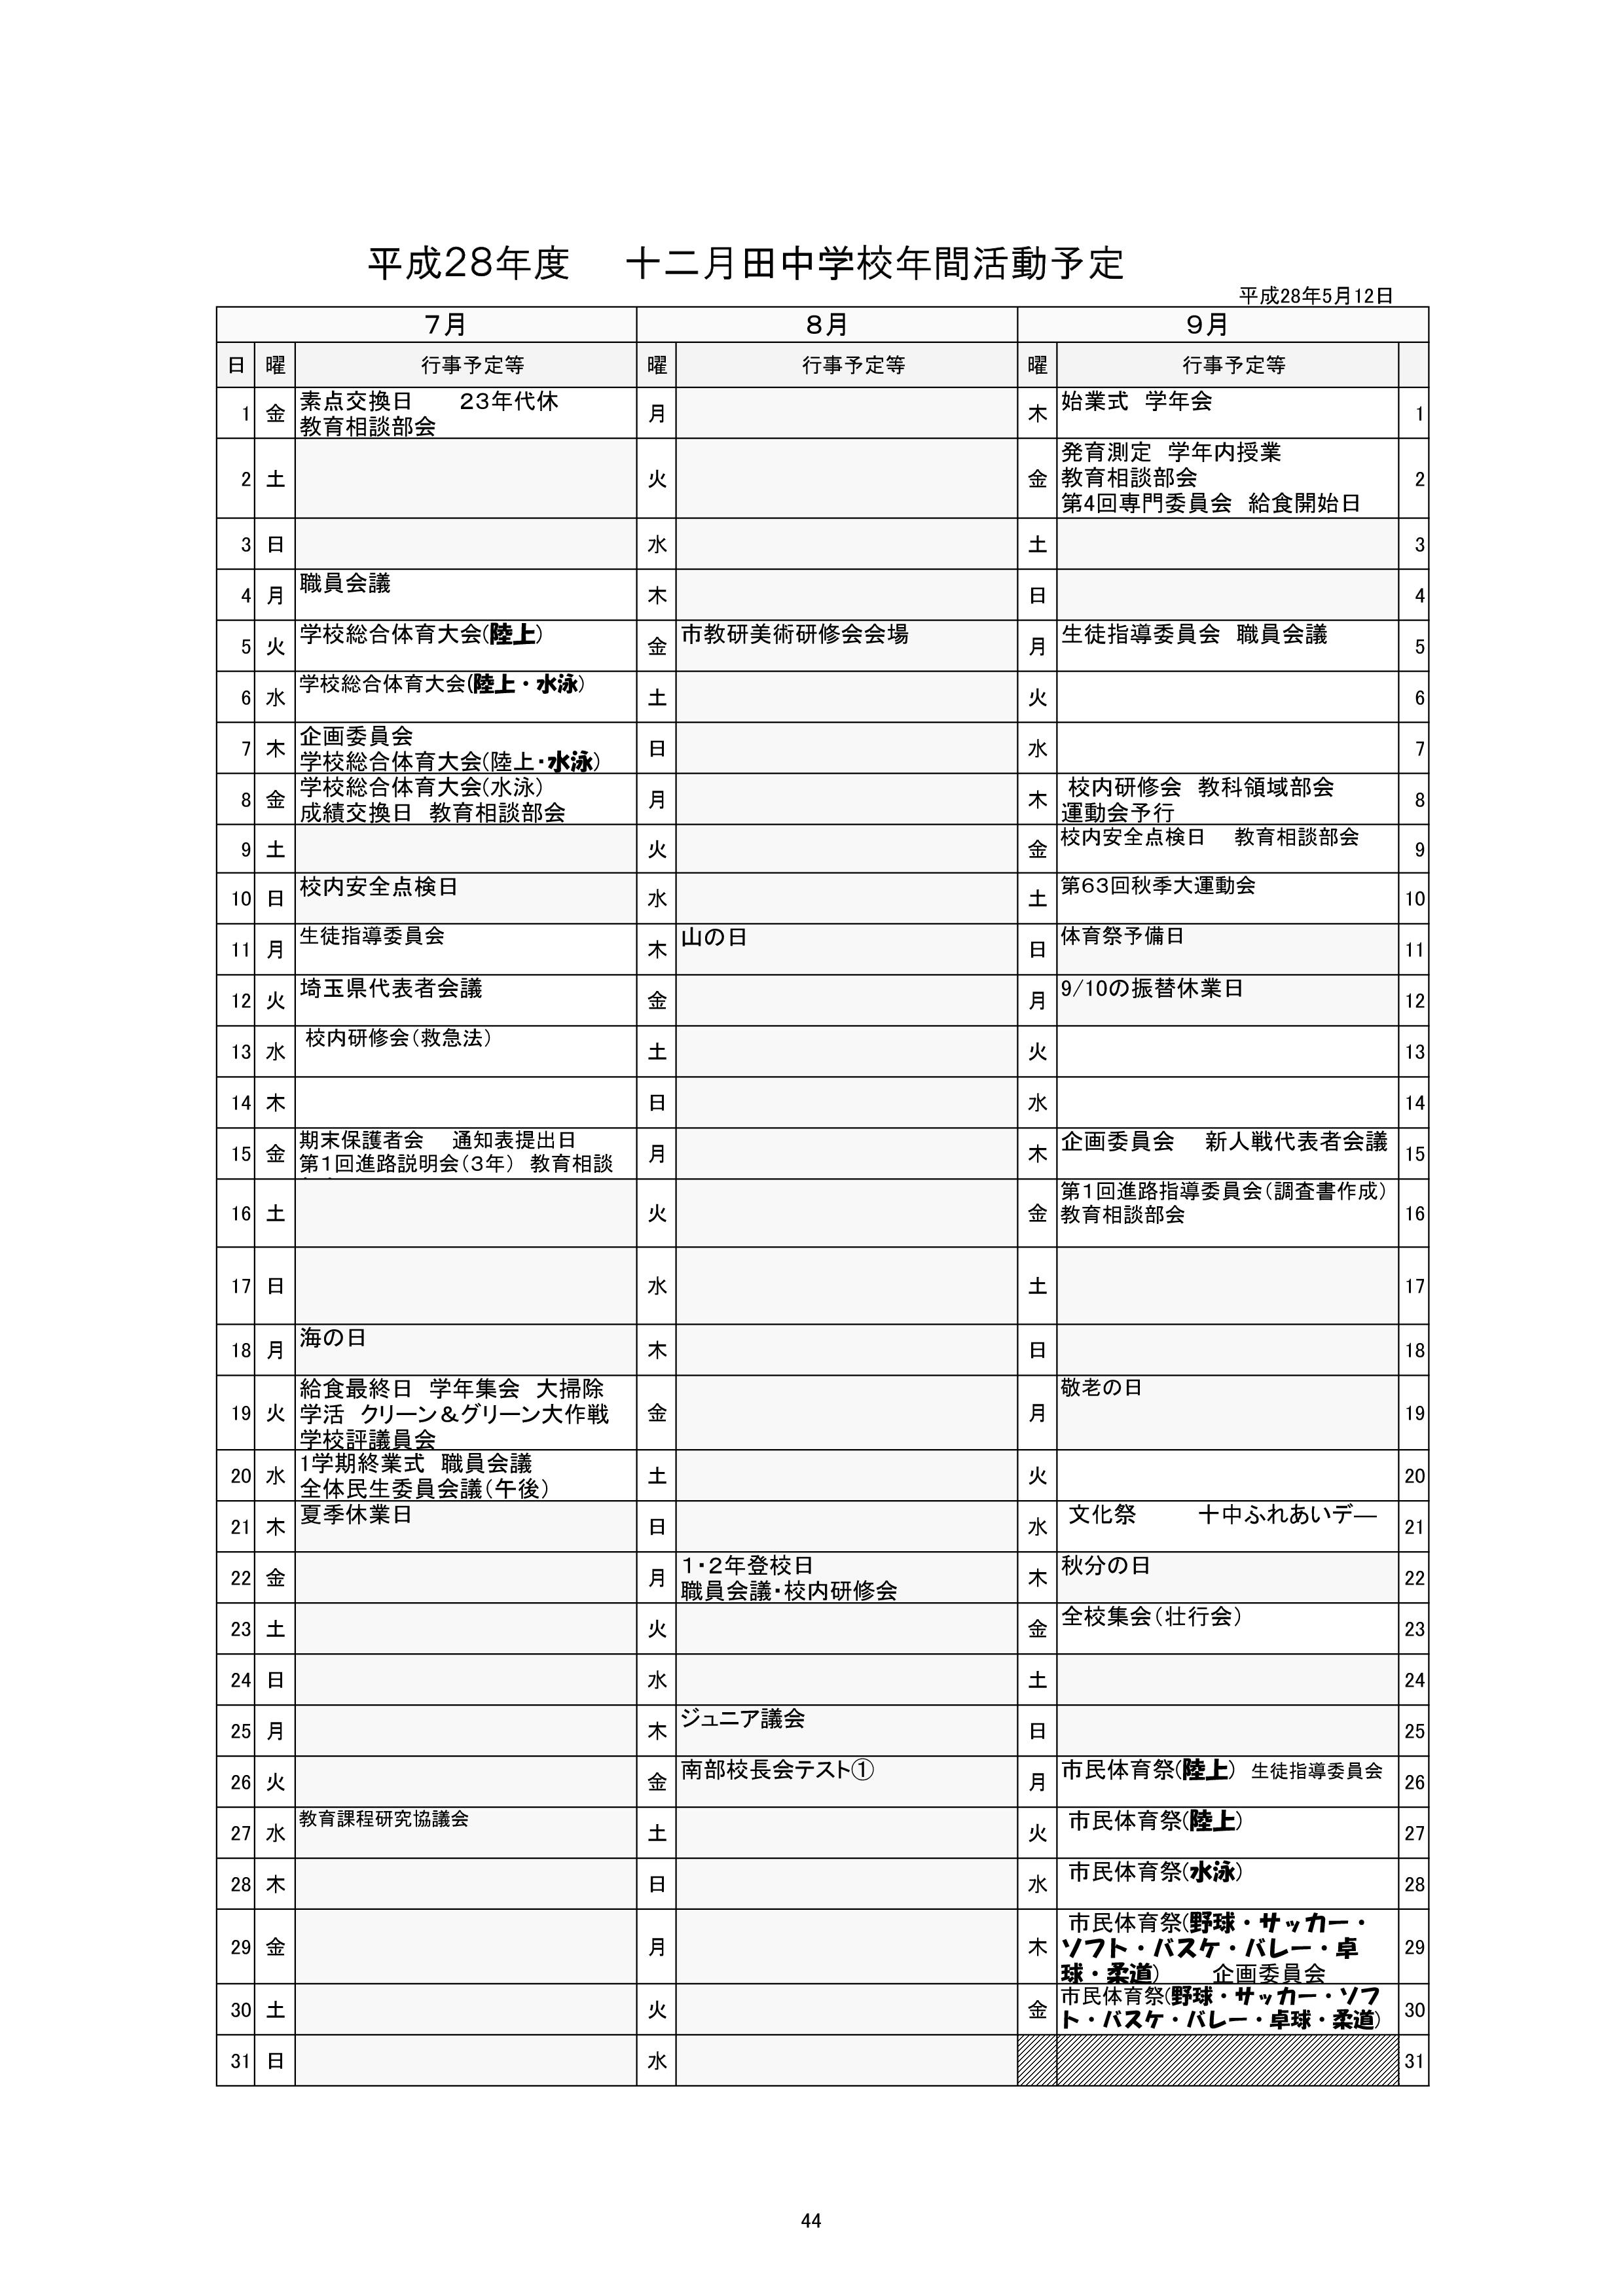 平成28年度　十二月田中学校年間活動予定
平成28年5月12日
7月 8月 9月
日 曜 行事予定等 曜 行事予定等 曜 行事予定等
1 金 素点交換日　　23年代休 月 木 始業式 学年会 1
教育相談部会
2 土 火 金 発育測定 学年内授業 2
教育相談部会
第4回専門委員会 給食開始日
3 日 水 土 3
4 月 職員会議 木 日 4
5 火 学校総合体育大会(陸上) 金 市教研美術研修会会場 月 生徒指導委員会 職員会議 5
6 水 学校総合体育大会(陸上・水泳) 土 火 6
7 木 企画委員会 日 水 7
学校総合体育大会(陸上・水泳)
8 金 学校総合体育大会(水泳) 月 木 校内研修会 教科領域部会 8
成績交換日 教育相談部会
運動会予行
9 土 火 金 校内安全点検日　教育相談部会 9
10 日 校内安全点検日 水 土 第63回秋季大運動会 10
11 月 生徒指導委員会 木 山の日 日 体育祭予備日 11
12 火 埼玉県代表者会議 金 月 9/10の振替休業日 12
13 水 校内研修会(救急法) 土 火 13
14 木 日 水 14
15 金 期末保護者会　通知表提出日 月 木 企画委員会　新人戦代表者会議 15
第1回進路説明会(3年) 教育相談
16 土 火 金 第1回進路指導委員会(調査書作成) 16
教育相談部会
17 日 水 土 17
18 月 海の日 木 日 18
19 火 給食最終日 学年集会 大掃除 金 月 敬老の日 19
学活 クリーン＆グリーン大作戦
学校評議員会
20 水 1学期終業式 職員会議 土 火 20
全体民生委員会議(午後)
21 木 夏季休業日 日 水 文化祭　　十中ふれあいデ― 21
22 金 月 1・2年登校日 木 秋分の日 22
職員会議・校内研修会
23 土 火 金 全校集会(壮行会) 23
24 日 水 土 24
25 月 木 ジュニア議会 日 25
26 火 金 南部校長会テスト① 月 市民体育祭(陸上) 生徒指導委員会 26
27 水 教育課程研究協議会 土 火 市民体育祭(陸上) 27
28 木 日 水 市民体育祭(水泳) 28
29 金 月 木 市民体育祭(野球・サッカー・ 29
ソフト・バスケ・バレー・卓
球・柔道)　　企画委員会
30 土 火 金 市民体育祭(野球・サッカー・ソフ 30
ト・バスケ・バレー・卓球・柔道)
31 日 水 31
44